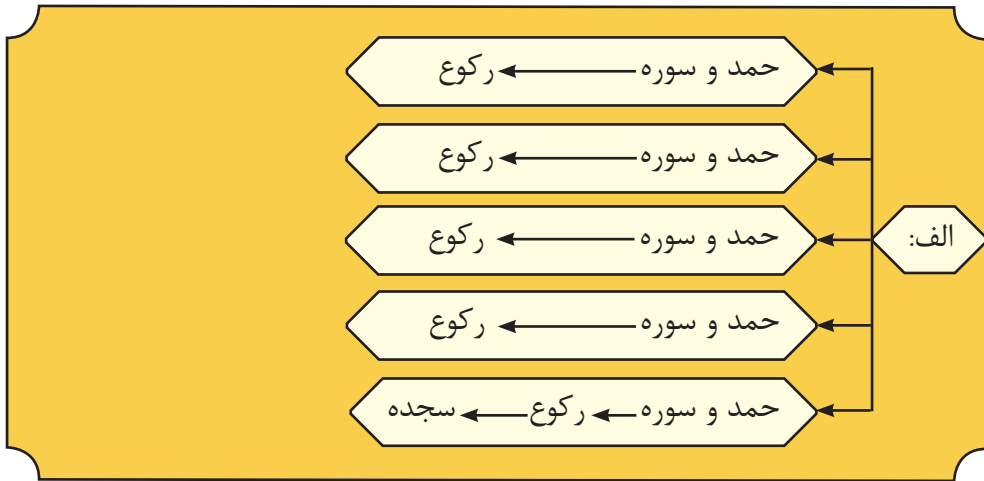 حمد و سوره رکوع
حمد و سوره رکوع
الف:
حمد و سوره رکوع
حمد و سوره رکوع
حمد و سوره رکوع سجده